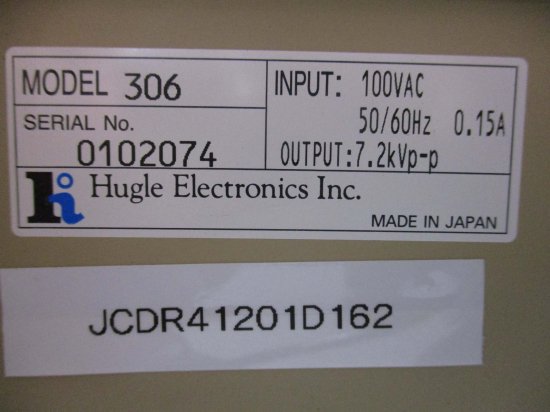 MODEL 306
SERIAL No.
0102074
INPUT: 100VAC
50/60Hz 0.15A
OUTPUT:7.2kVp-p
Hugle Electronics Inc.
MADE IN JAPAN
JCDR41201D162